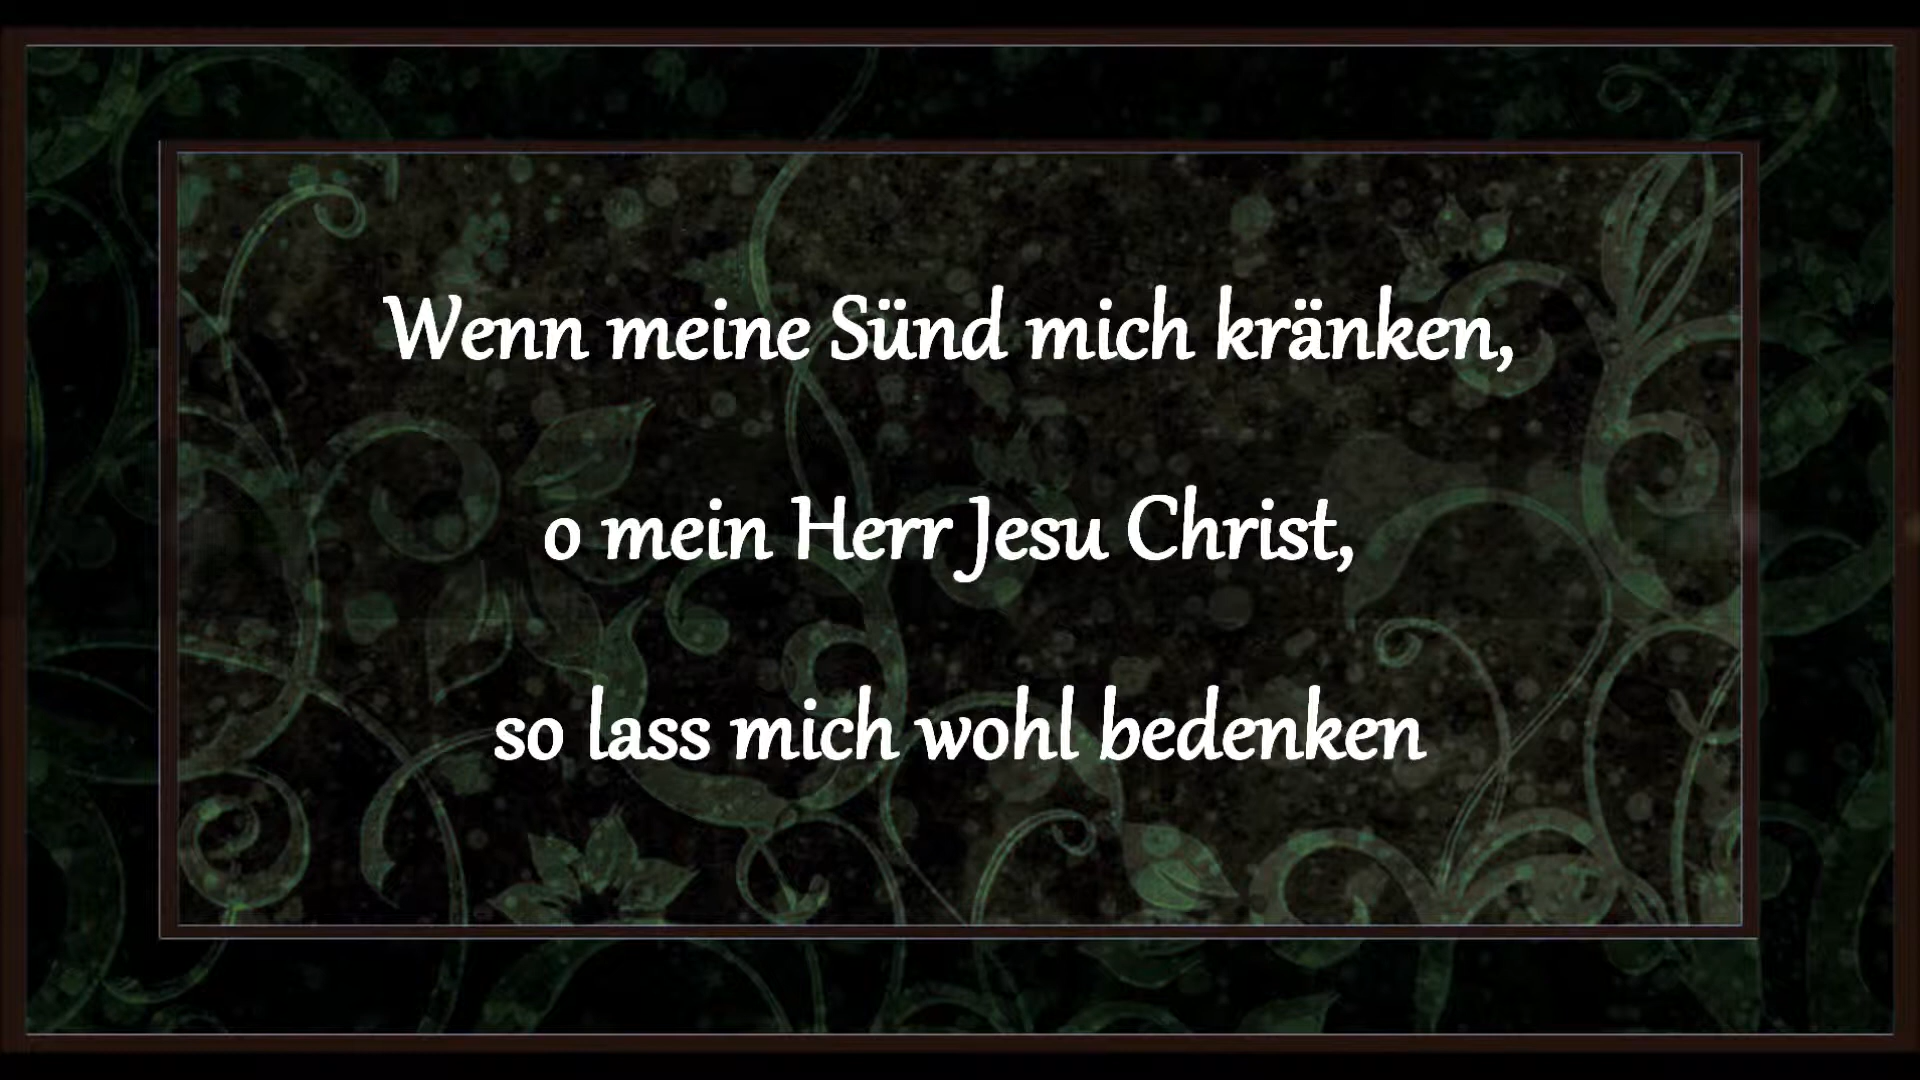 Wenn meine Sünd mich kränken,
o mein Herr Jesu Christ,
so lass mich wohl bedenken